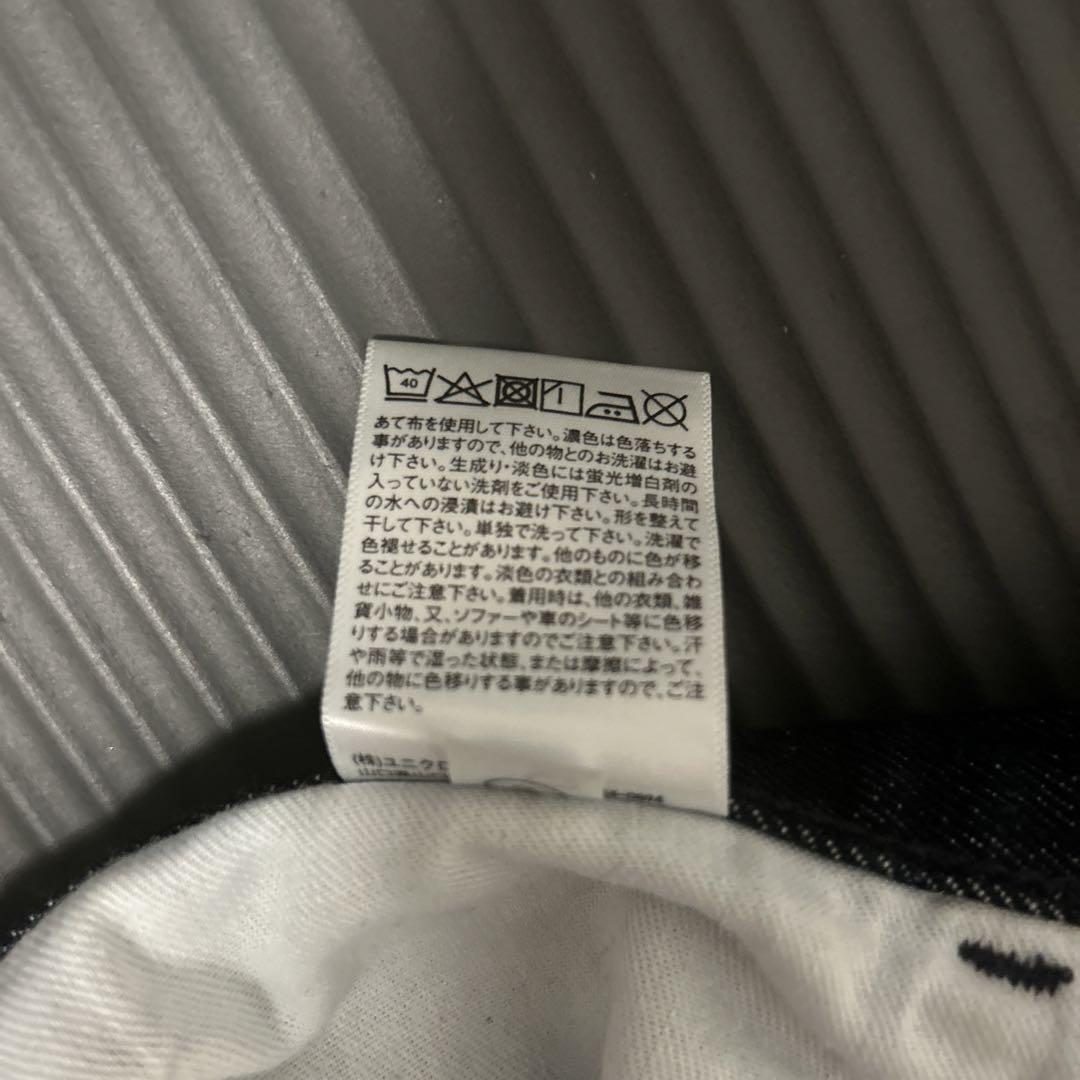 40
あて布を使用して下さい。濃色は色落ちする
事がありますので、他の物とのお洗濯はお避
け下さい。生成り・淡色には蛍光増白剤の
入っていない洗剤をご使用下さい。長時間
の水への浸漬はお避け下さい。形を整えて
干して下さい。単独で洗って下さい。洗濯で
色褪せることがあります。他のものに色が移
ることがあります。淡色の衣類との組み合わ
せにご注意下さい。着用時は、他の衣類、雑
貨小物、又、ソファーや車のシート等に色移
りする場合がありますのでご注意下さい。汗
や雨等で湿った状態、または摩擦によって、
他の物に色移りする事がありますので、ご注
意下さい。
(株)ユニクロ